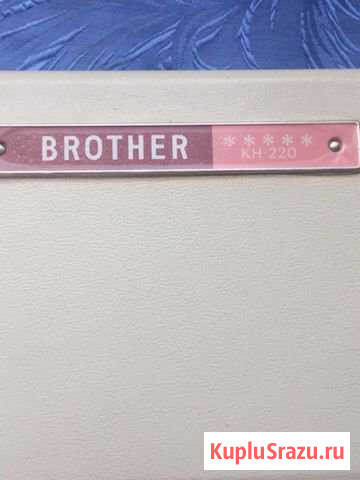 BROTHER
*****
KH-220
KupluSrazu.ru